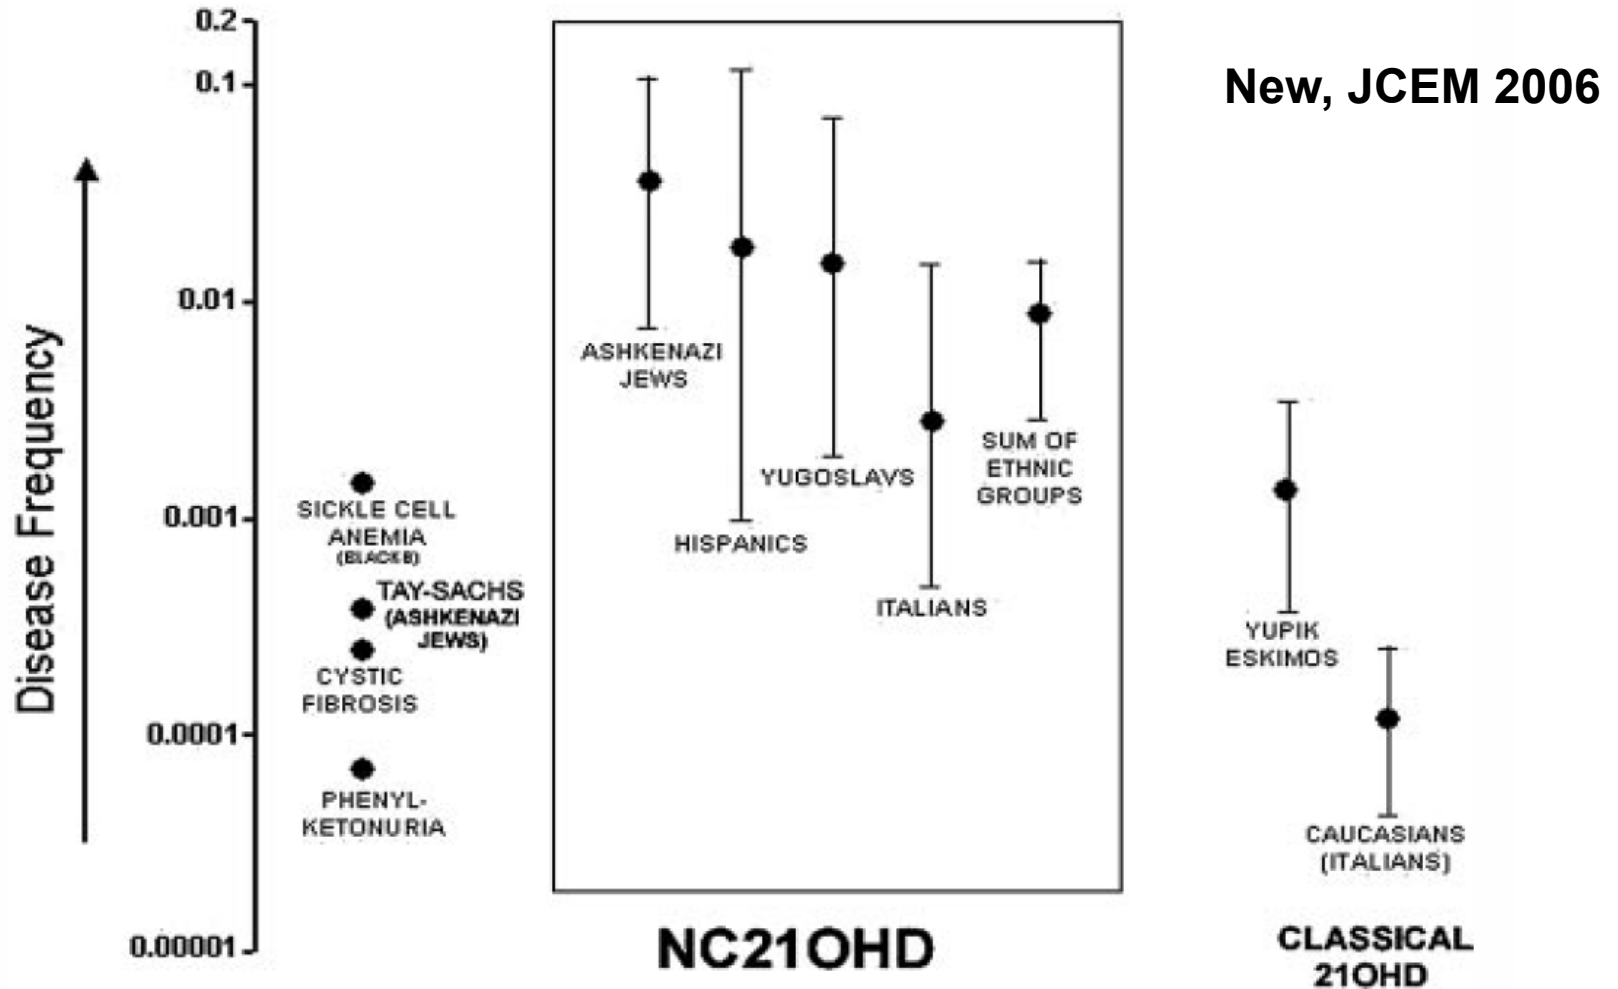 New, JCEM 2006
Disease Frequency
0.2
0.1
0.01
0.001
0.0001
0.00001
SICKLE CELL
ANEMIA
(BLACKS)
TAY-SACHS
(ASHKENAZI
JEWS)
CYSTIC
FIBROSIS
PHENYL-
KETONURIA
ASHKENAZI
JEWS
HISPANICS
YUGOSLAVS
ITALIANS
SUM OF
ETHNIC
GROUPS
NC21OHD
YUPIK
ESKIMOS
CAUCASIANS
(ITALIANS)
CLASSICAL
21OHD